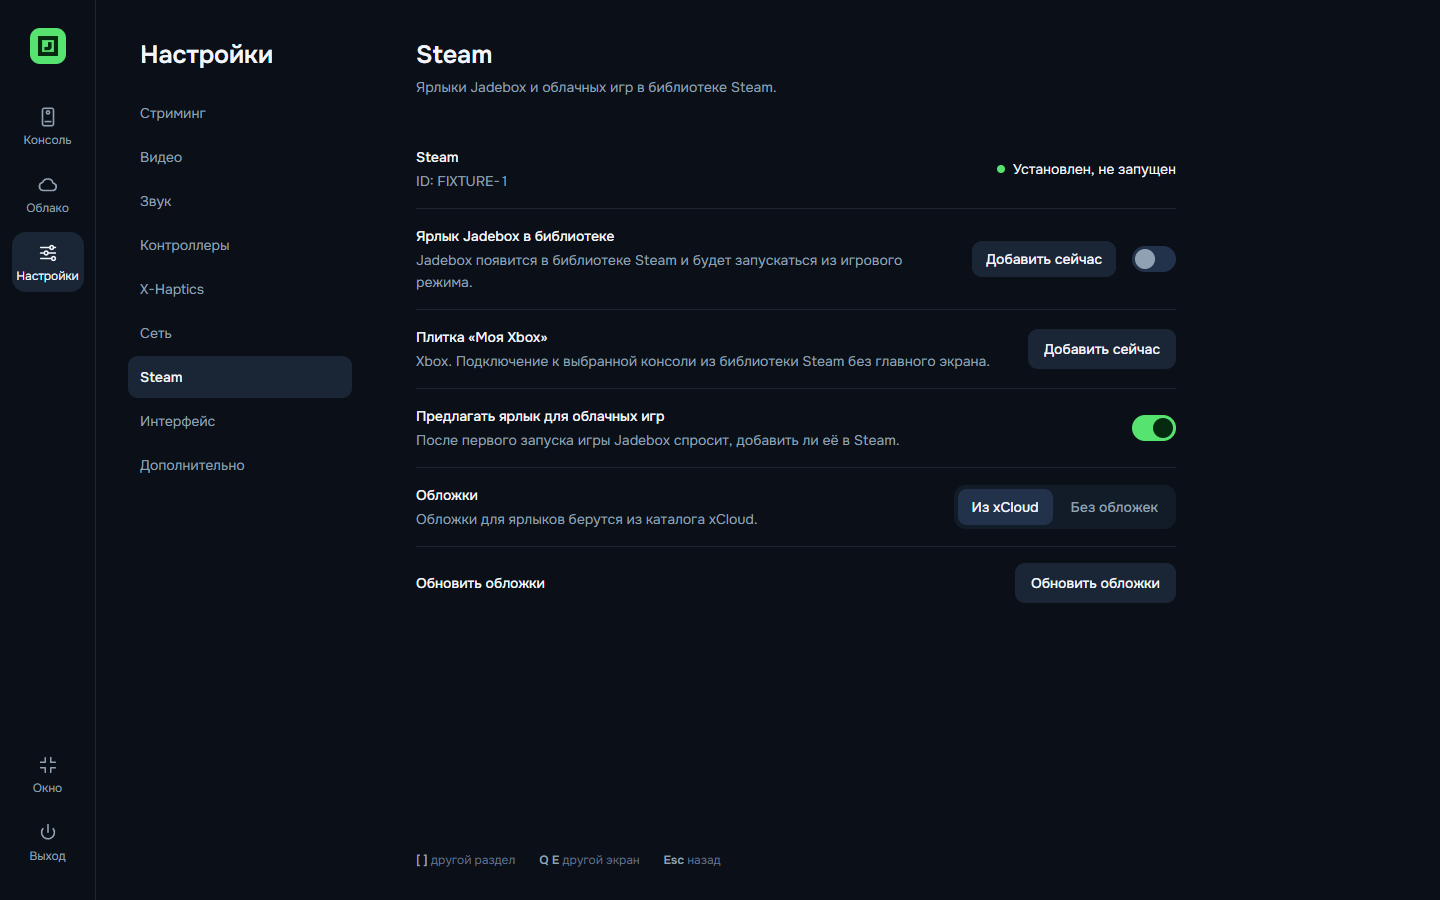 Консоль
Облако
Настройки
Окно
Выход
Настройки
Стриминг
Видео
Звук
Контроллеры
X-Haptics
Сеть
Steam
Интерфейс
Дополнительно
Steam
Ярлыки Jadebox и облачных игр в библиотеке Steam.
Steam
ID: FIXTURE-1
Установлен, не запущен
Ярлык Jadebox в библиотеке
Jadebox появится в библиотеке Steam и будет запускаться из игрового
режима.
Добавить сейчас
Плитка «Моя Xbox»
Xbox. Подключение к выбранной консоли из библиотеки Steam без главного экрана.
Добавить сейчас
Предлагать ярлык для облачных игр
После первого запуска игры Jadebox спросит, добавить ли её в Steam.
Обложки
Обложки для ярлыков берутся из каталога xCloud.
Из xCloud
Без обложек
Обновить обложки
Обновить обложки
[ ] другой раздел
Q E другой экран
Esc назад